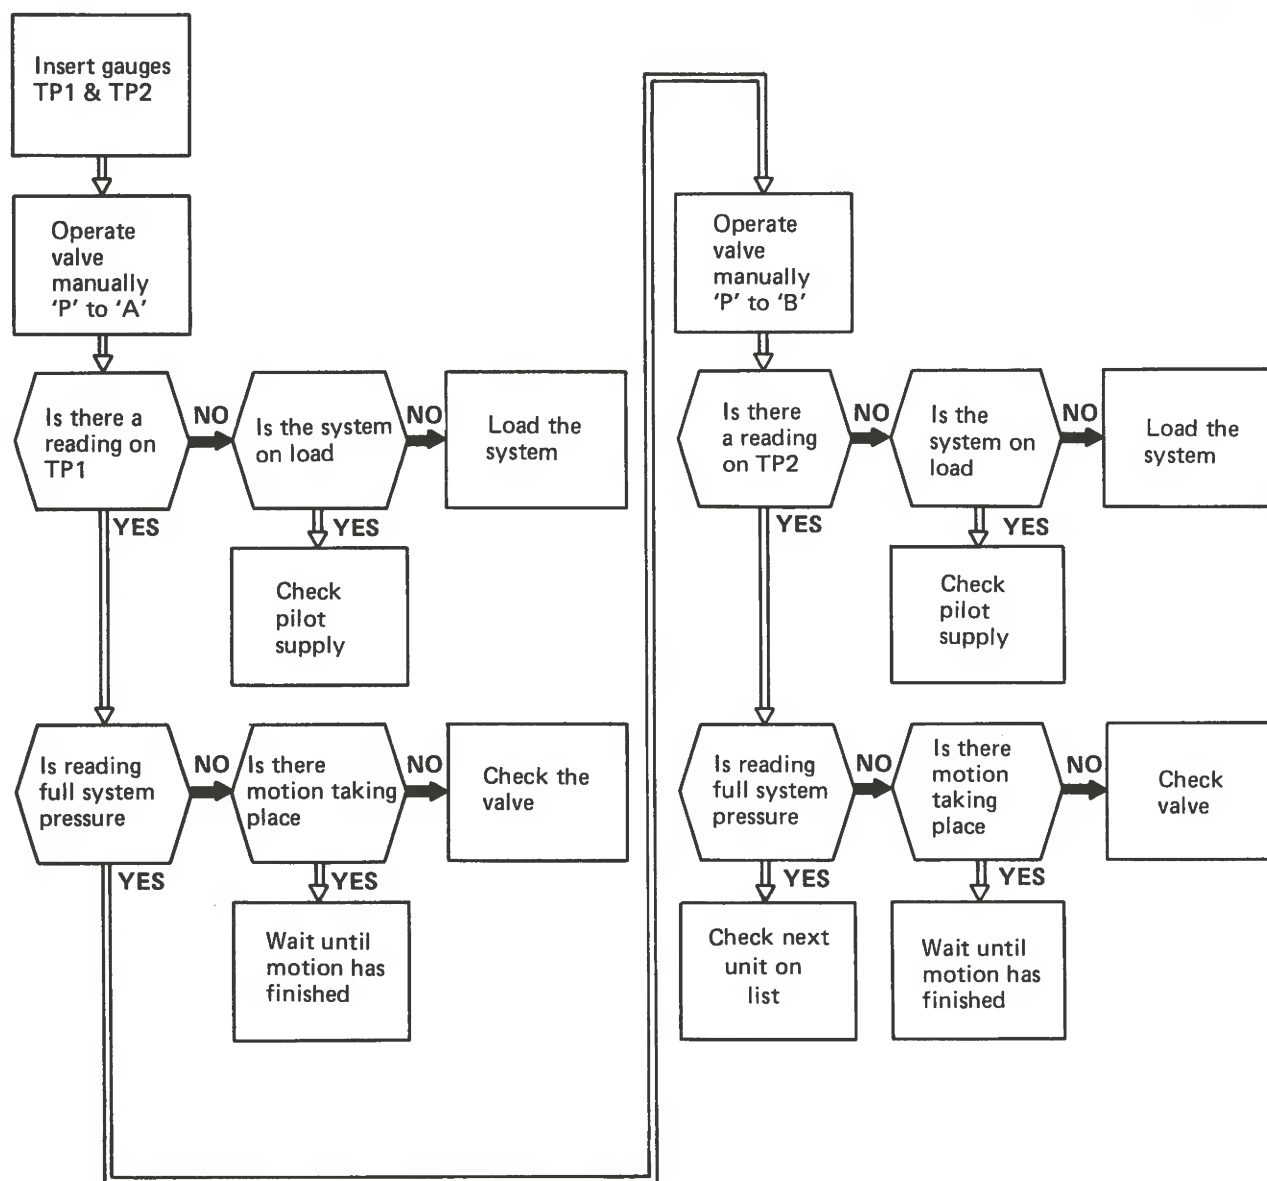 Insert gauges
TP1 & TP2
Operate
valve
manually
‘P’ to ‘A’
Is there a
reading on
TP1
NO
Is the system
on load
NO
Load the
system
YES
YES
Check
pilot
supply
Is reading
full system
pressure
NO
Is there
motion taking
place
NO
Check the
valve
YES
YES
Wait until
motion has
finished
Operate
valve
manually
‘P’ to ‘B’
Is there
a reading
on TP2
NO
Is the
system on
load
NO
Load the
system
YES
YES
Check
pilot
supply
Is reading
full system
pressure
NO
Is there
motion
taking
place
NO
Check
valve
YES
YES
Check next
unit on
list
Wait until
motion has
finished